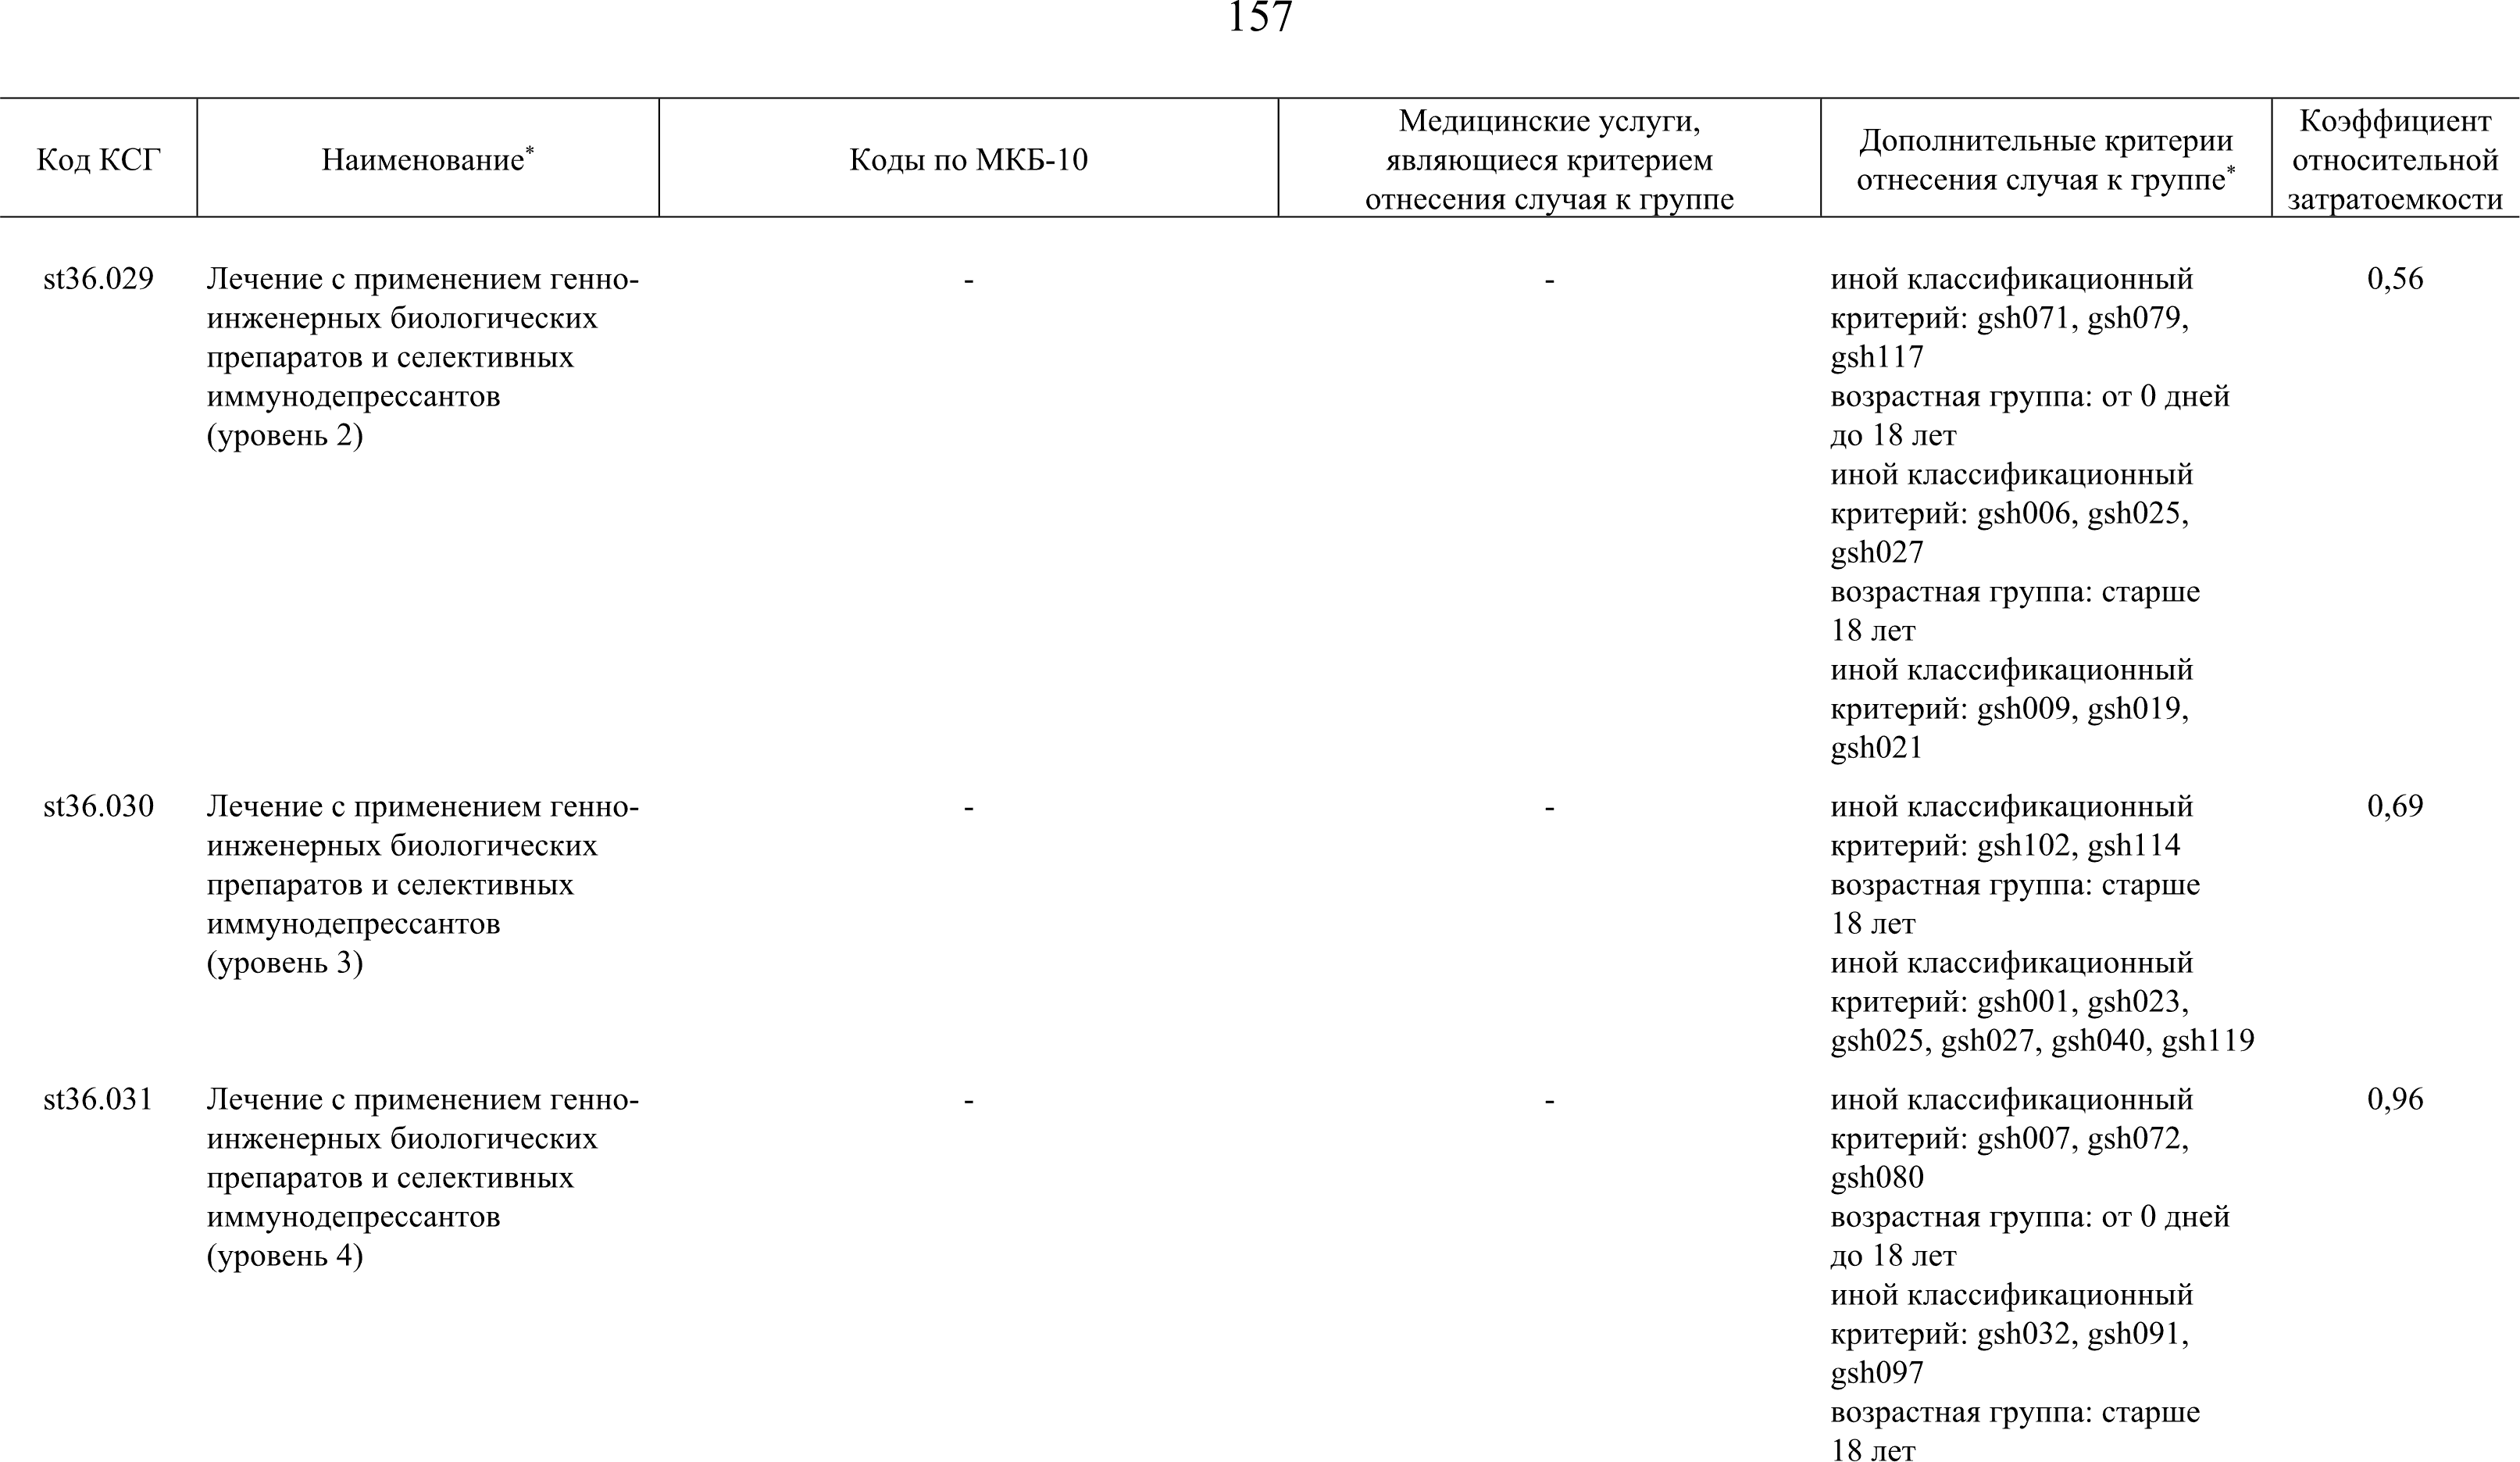 157
Код КСГ
Наименование*
Коды по МКБ-10
Медицинские услуги,
являющиеся критерием
отнесения случая к группе
Дополнительные критерии
отнесения случая к группе*
Коэффициент
относительной
затратоемкости
st36.029
Лечение с применением генно-
инженерных биологических
препаратов и селективных
иммунодепрессантов
(уровень 2)
-
-
иной классификационный
критерий: gsh071, gsh079,
gsh117
возрастная группа: от 0 дней
до 18 лет
иной классификационный
критерий: gsh006, gsh025,
gsh027
возрастная группа: старше
18 лет
иной классификационный
критерий: gsh009, gsh019,
gsh021
0,56
st36.030
Лечение с применением генно-
инженерных биологических
препаратов и селективных
иммунодепрессантов
(уровень 3)
-
-
иной классификационный
критерий: gsh102, gsh114
возрастная группа: старше
18 лет
иной классификационный
критерий: gsh001, gsh023,
gsh025, gsh027, gsh040, gsh119
0,69
st36.031
Лечение с применением генно-
инженерных биологических
препаратов и селективных
иммунодепрессантов
(уровень 4)
-
-
иной классификационный
критерий: gsh007, gsh072,
gsh080
возрастная группа: от 0 дней
до 18 лет
иной классификационный
критерий: gsh032, gsh091,
gsh097
возрастная группа: старше
18 лет
0,96